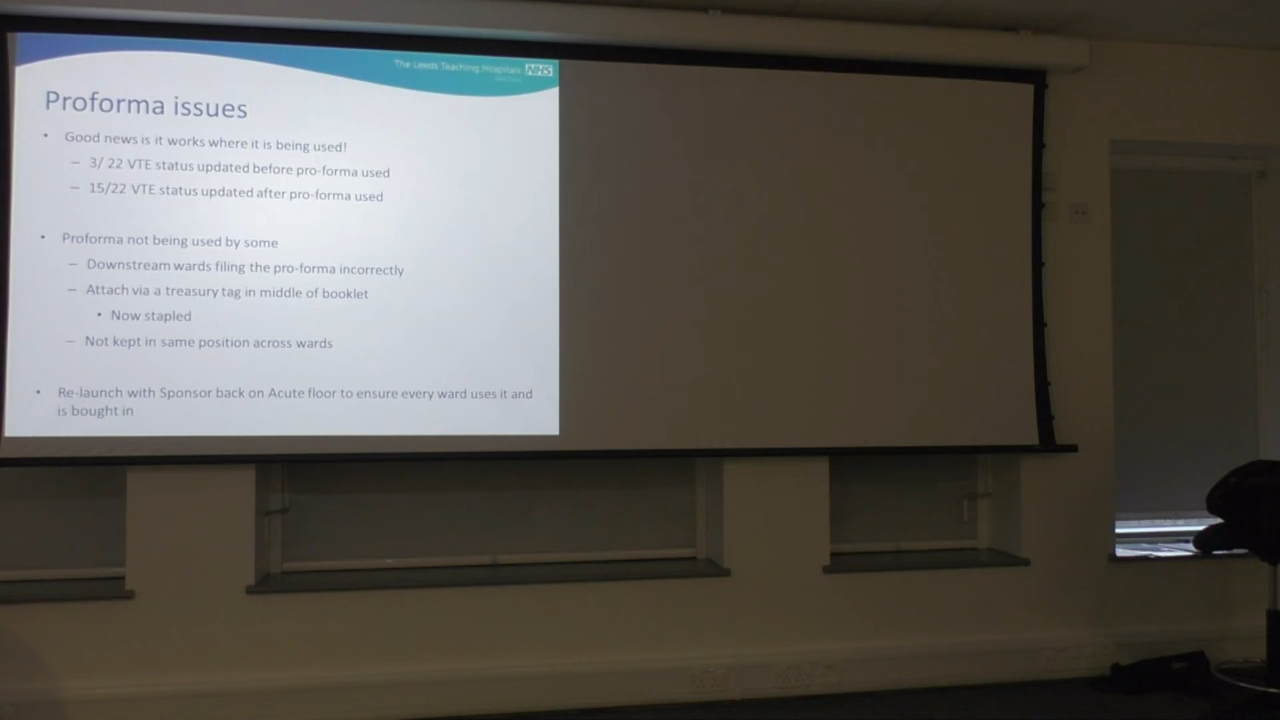 The Leeds Teaching Hospitals NHS
Proforma issues
• Good news is it works where it is being used!
– 3/ 22 VTE status updated before pro-forma used
– 15/22 VTE status updated after pro-forma used
• Proforma not being used by some
– Downstream wards filing the pro-forma incorrectly
– Attach via a treasury tag in middle of booklet
• Now stapled
– Not kept in same position across wards
• Re-launch with Sponsor back on Acute floor to ensure every ward uses it and
is bought in